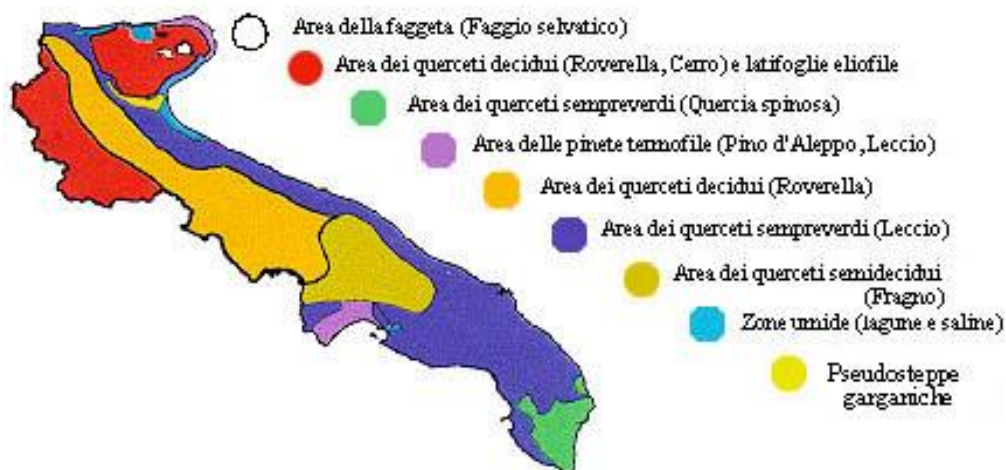 Area della faggeta (Faggio selvatico)
Area dei querceti decidui (Roverella, Cerro) e latifoglie eliofile
Area dei querceti sempreverdi (Quercia spinosa)
Area delle pinete termofile (Pino d'Aleppo, Leccio)
Area dei querceti decidui (Roverella)
Area dei querceti sempreverdi (Leccio)
Area dei querceti semidecidui
(Fragno)
Zone umide (lagune e saline)
Pseudosteppe
garganiche